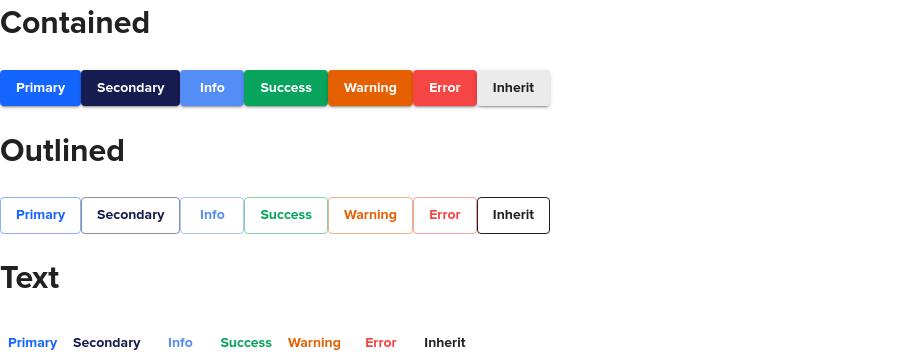 Contained
Primary Secondary Info Success Warning Error Inherit
Outlined
Primary Secondary Info Success Warning Error Inherit
Text
Primary Secondary Info Success Warning Error Inherit